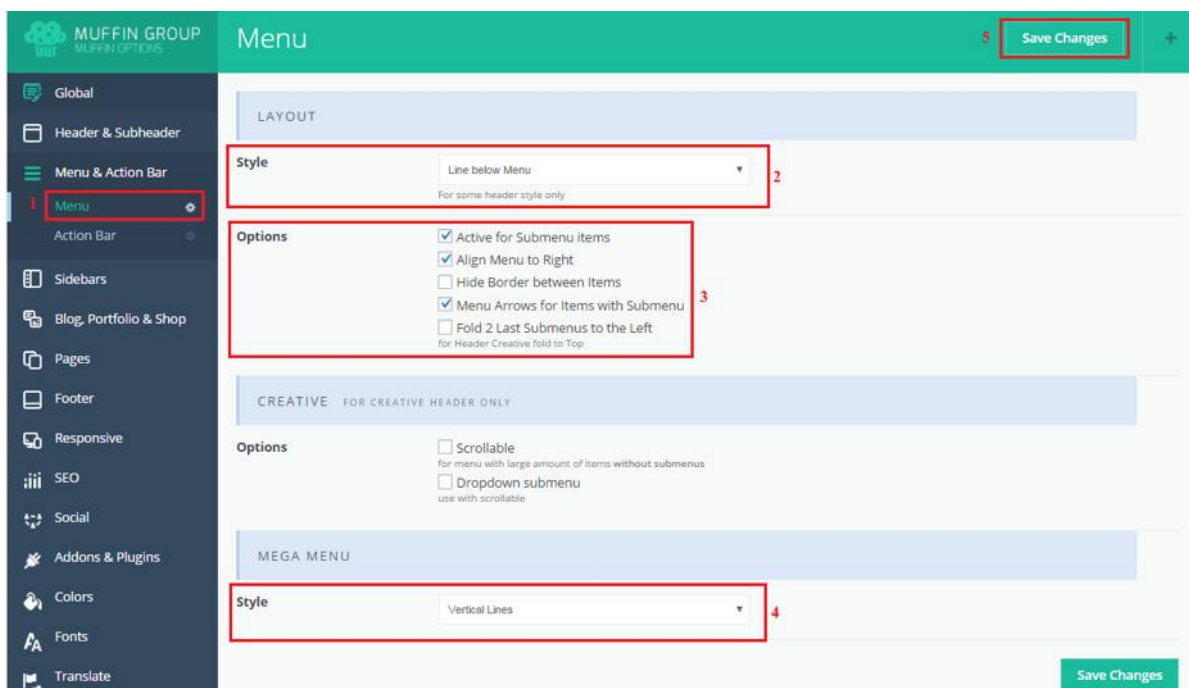 MUFFIN GROUP
MUFFIN OPTIONS
Menu
5
Save Changes
+
Global
Header & Subheader
Menu & Action Bar
1
Menu
Action Bar
Sidebars
Blog, Portfolio & Shop
Pages
Footer
Responsive
SEO
Social
Addons & Plugins
Colors
Fonts
Translate
LAYOUT
Style
Line below Menu
2
For some header style only
Options
Active for Submenu items
Align Menu to Right
Hide Border between Items
Menu Arrows for Items with Submenu
3
Fold 2 Last Submenus to the Left
for Header Creative fold to Top
CREATIVE FOR CREATIVE HEADER ONLY
Options
Scrollable
for menu with large amount of items without submenus
Dropdown submenu
use with scrollable
MEGA MENU
Style
Vertical Lines
4
Save Changes